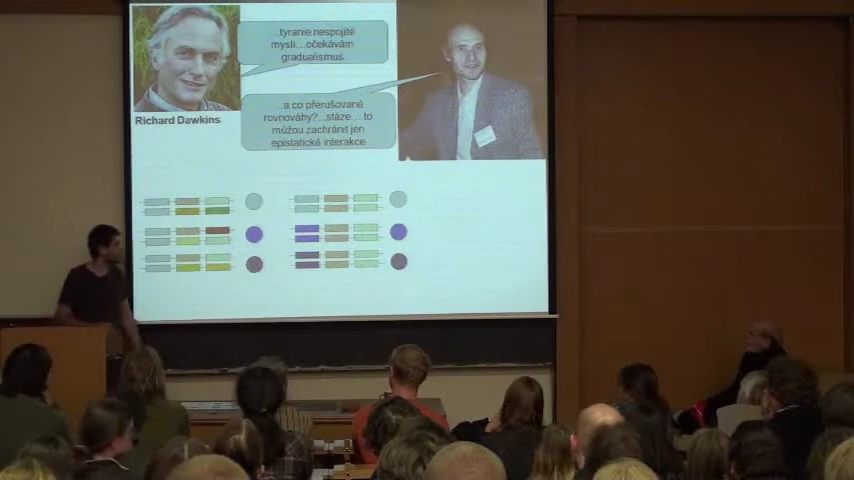 ...tyranie nespojité
mysli...očekávám
gradualismus
...a co přerušované
rovnováhy?...stáze... to
můžou zachránit jen
epistatické interakce
Richard Dawkins